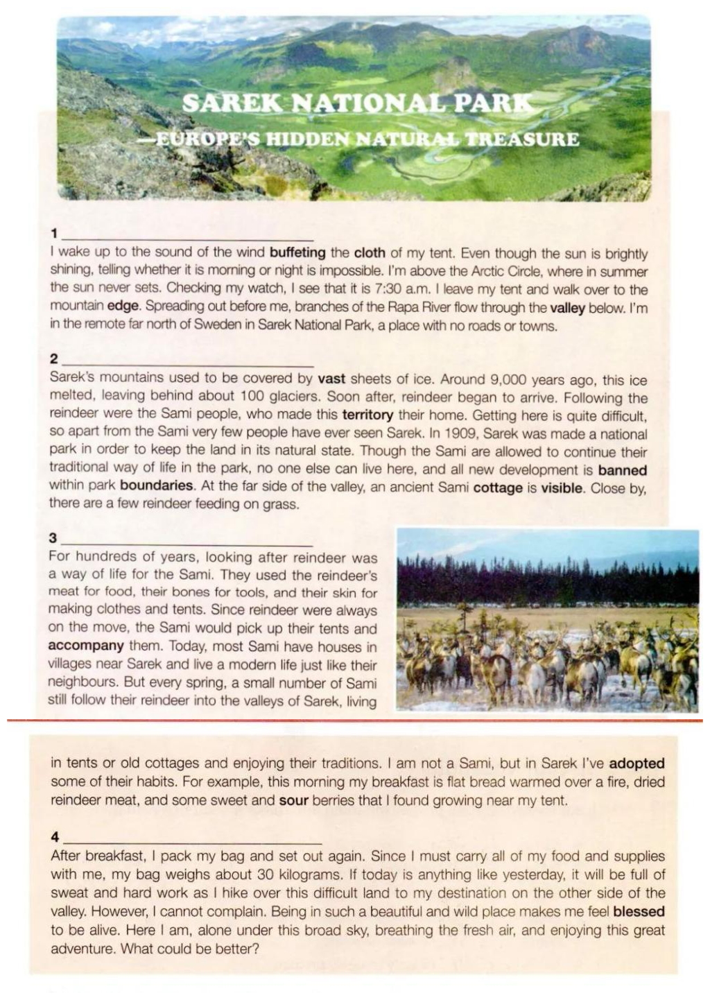 SAREK NATIONAL PARK
—EUROPE'S HIDDEN NATURAL TREASURE
1
I wake up to the sound of the wind buffeting the cloth of my tent. Even though the sun is brightly
shining, telling whether it is morning or night is impossible. I'm above the Arctic Circle, where in summer
the sun never sets. Checking my watch, I see that it is 7:30 a.m. I leave my tent and walk over to the
mountain edge. Spreading out before me, branches of the Rapa River flow through the valley below. I'm
in the remote far north of Sweden in Sarek National Park, a place with no roads or towns.
2
Sarek's mountains used to be covered by vast sheets of ice. Around 9,000 years ago, this ice
melted, leaving behind about 100 glaciers. Soon after, reindeer began to arrive. Following the
reindeer were the Sami people, who made this territory their home. Getting here is quite difficult,
so apart from the Sami very few people have ever seen Sarek. In 1909, Sarek was made a national
park in order to keep the land in its natural state. Though the Sami are allowed to continue their
traditional way of life in the park, no one else can live here, and all new development is banned
within park boundaries. At the far side of the valley, an ancient Sami cottage is visible. Close by,
there are a few reindeer feeding on grass.
3
For hundreds of years, looking after reindeer was
a way of life for the Sami. They used the reindeer's
meat for food, their bones for tools, and their skin for
making clothes and tents. Since reindeer were always
on the move, the Sami would pick up their tents and
accompany them. Today, most Sami have houses in
villages near Sarek and live a modern life just like their
neighbours. But every spring, a small number of Sami
still follow their reindeer into the valleys of Sarek, living
in tents or old cottages and enjoying their traditions. I am not a Sami, but in Sarek I've adopted
some of their habits. For example, this morning my breakfast is flat bread warmed over a fire, dried
reindeer meat, and some sweet and sour berries that I found growing near my tent.
4
After breakfast, I pack my bag and set out again. Since I must carry all of my food and supplies
with me, my bag weighs about 30 kilograms. If today is anything like yesterday, it will be full of
sweat and hard work as I hike over this difficult land to my destination on the other side of the
valley. However, I cannot complain. Being in such a beautiful and wild place makes me feel blessed
to be alive. Here I am, alone under this broad sky, breathing the fresh air, and enjoying this great
adventure. What could be better?